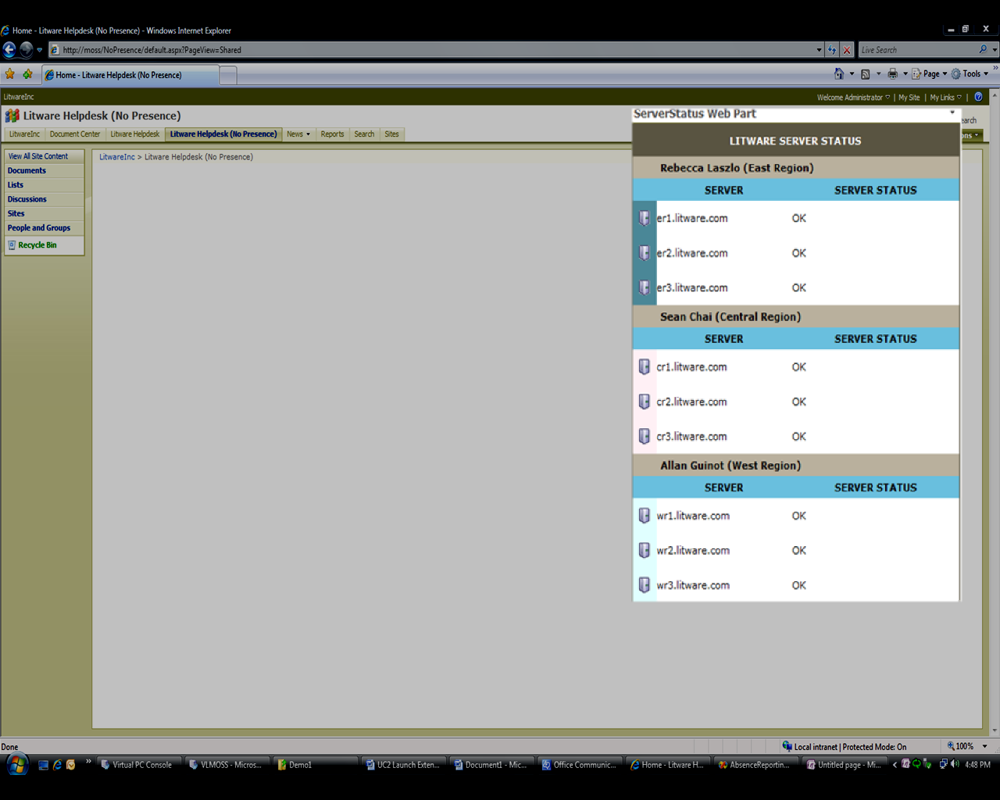 Home - Litware Helpdesk (No Presence) - Windows Internet Explorer
http://moss/NoPresence/default.aspx?PageView=Shared
Live Search
Home - Litware Helpdesk (No Presence)
Page
Tools
LitwareInc
Welcome Administrator | My Site | My Links |
Litware Helpdesk (No Presence)
LitwareInc Document Center Litware Helpdesk Litware Helpdesk (No Presence) News Reports Search Sites
View All Site Content
Documents
Lists
Discussions
Sites
People and Groups
Recycle Bin
LitwareInc > Litware Helpdesk (No Presence)
ServerStatus Web Part
LITWARE SERVER STATUS
Rebecca Laszlo (East Region)
SERVER SERVER STATUS
er1.litware.com OK
er2.litware.com OK
er3.litware.com OK
Sean Chai (Central Region)
SERVER SERVER STATUS
cr1.litware.com OK
cr2.litware.com OK
cr3.litware.com OK
Allan Guinot (West Region)
SERVER SERVER STATUS
wr1.litware.com OK
wr2.litware.com OK
wr3.litware.com OK
Done
Local intranet | Protected Mode: On
100%
Virtual PC Console
VLMOSS - Micros...
Demo1
UC2 Launch Exten...
Document1 - Mic...
Office Communic...
Home - Litware H...
AbsenceReportin...
Untitled page - Mi...
4:48 PM